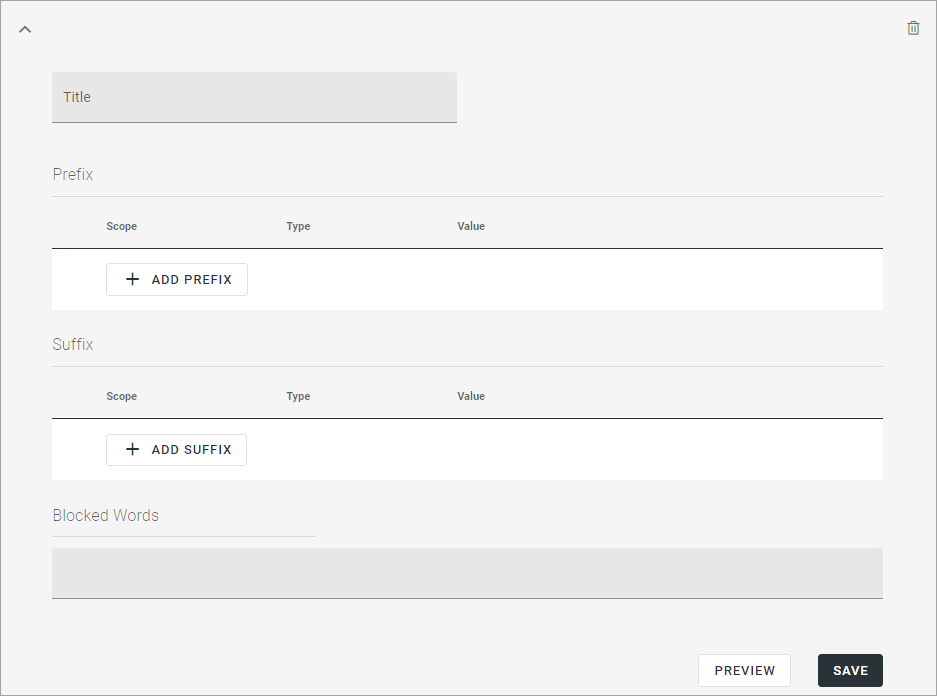 Title
Prefix
Scope Type Value
ADD PREFIX
Suffix
Scope Type Value
ADD SUFFIX
Blocked Words
PREVIEW SAVE